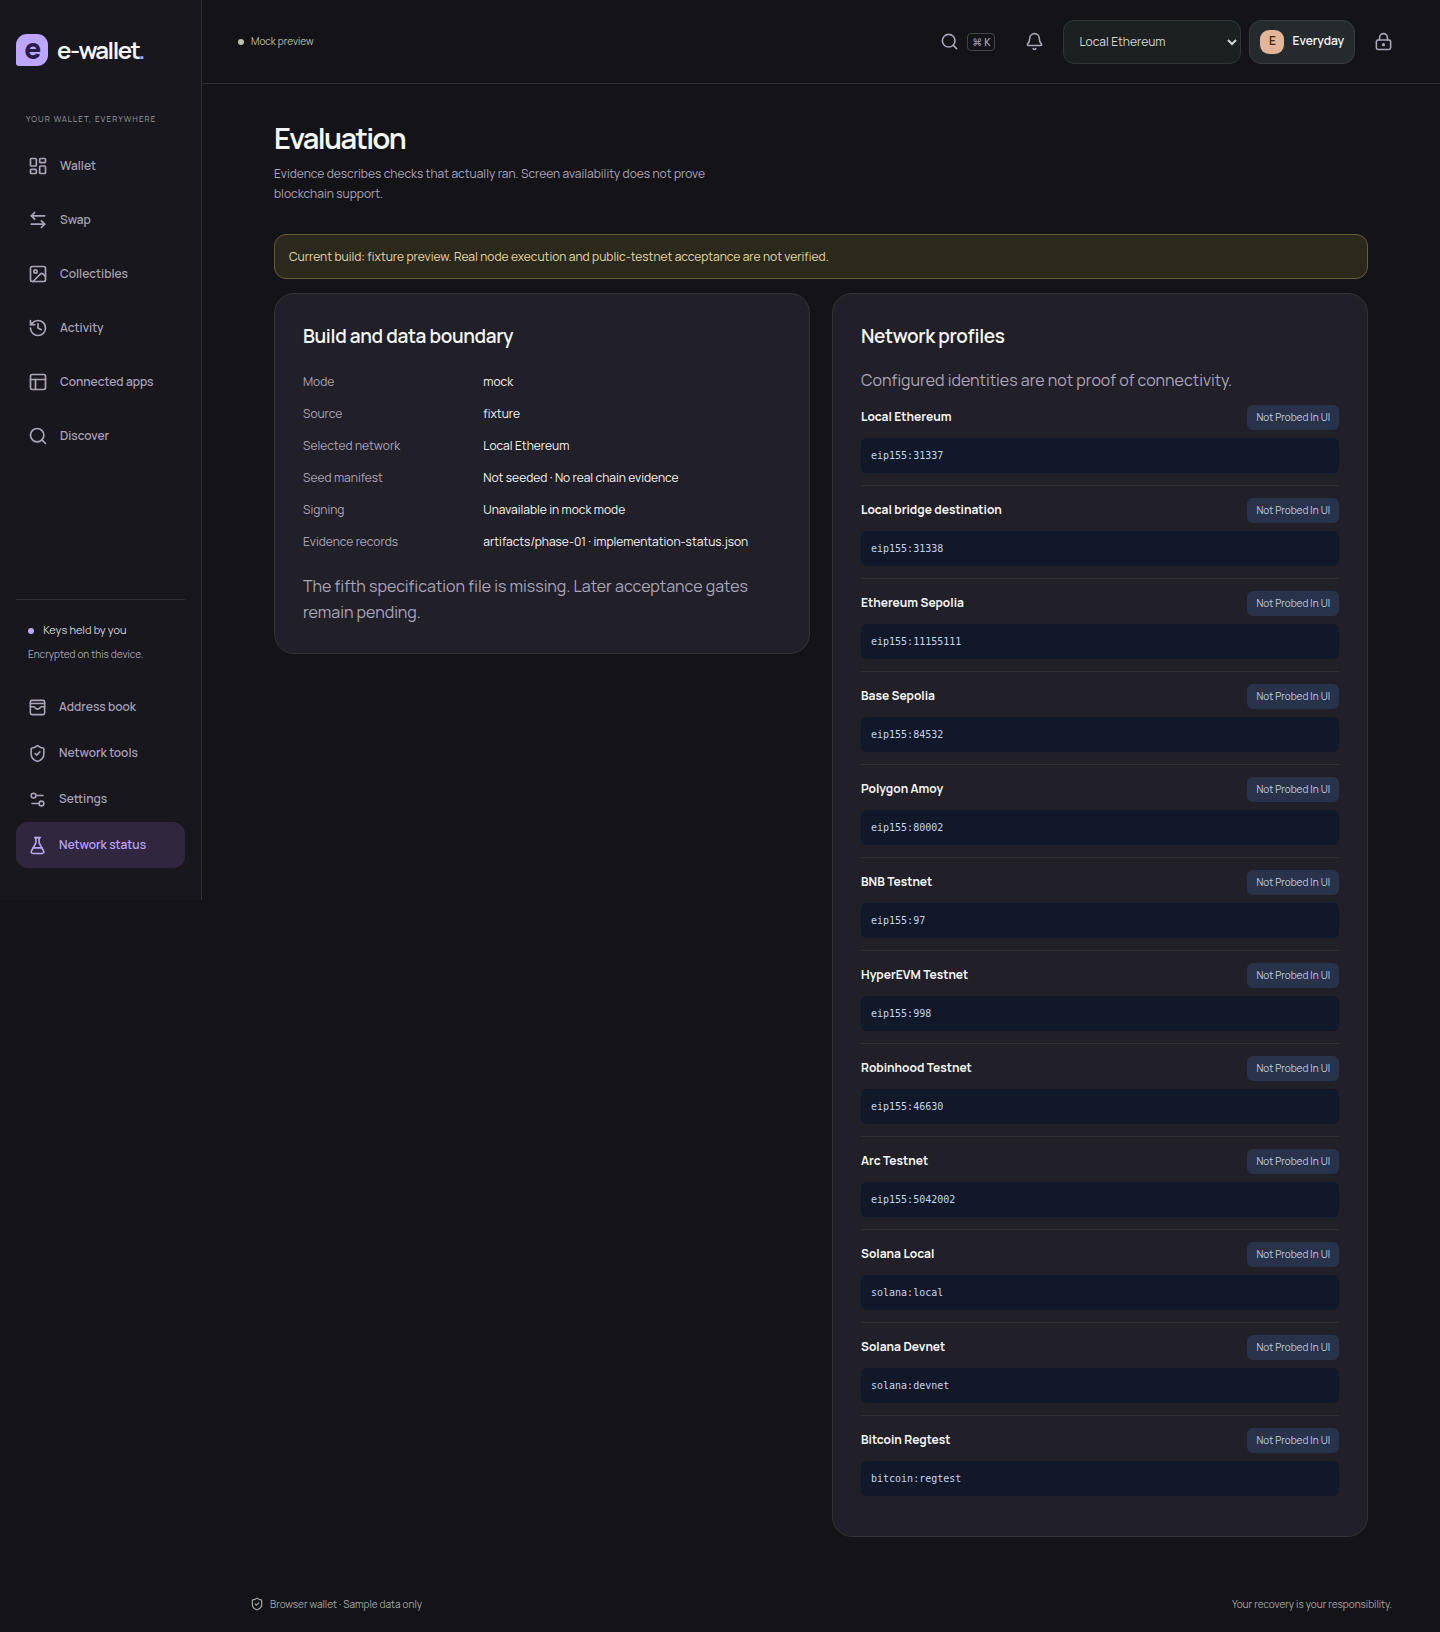 e e-wallet.
YOUR WALLET, EVERYWHERE
Wallet
Swap
Collectibles
Activity
Connected apps
Discover
Keys held by you
Encrypted on this device.
Address book
Network tools
Settings
Network status
Mock preview
⌘ K
Local Ethereum
E Everyday
Evaluation
Evidence describes checks that actually ran. Screen availability does not prove
blockchain support.
Current build: fixture preview. Real node execution and public-testnet acceptance are not verified.
Build and data boundary
Mode mock
Source fixture
Selected network Local Ethereum
Seed manifest Not seeded · No real chain evidence
Signing Unavailable in mock mode
Evidence records artifacts/phase-01 · implementation-status.json
The fifth specification file is missing. Later acceptance gates
remain pending.
Network profiles
Configured identities are not proof of connectivity.
Local Ethereum Not Probed In UI
eip155:31337
Local bridge destination Not Probed In UI
eip155:31338
Ethereum Sepolia Not Probed In UI
eip155:11155111
Base Sepolia Not Probed In UI
eip155:84532
Polygon Amoy Not Probed In UI
eip155:80002
BNB Testnet Not Probed In UI
eip155:97
HyperEVM Testnet Not Probed In UI
eip155:998
Robinhood Testnet Not Probed In UI
eip155:46630
Arc Testnet Not Probed In UI
eip155:5042002
Solana Local Not Probed In UI
solana:local
Solana Devnet Not Probed In UI
solana:devnet
Bitcoin Regtest Not Probed In UI
bitcoin:regtest
Browser wallet · Sample data only
Your recovery is your responsibility.